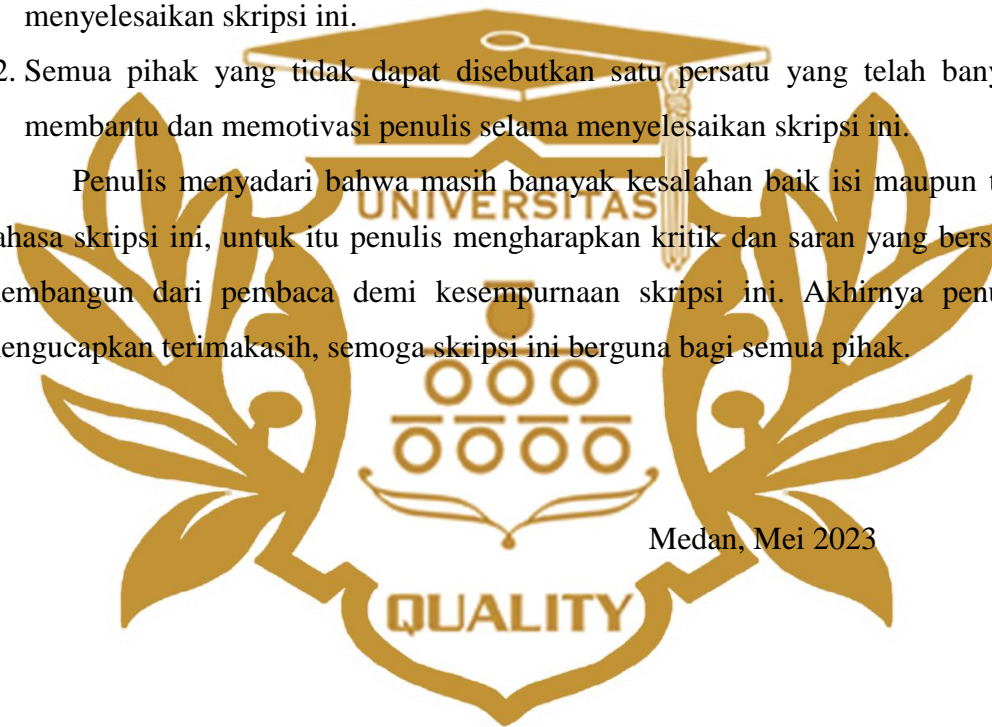 menyelesaikan skripsi ini.
2. Semua pihak yang tidak dapat disebutkan satu persatu yang telah bany
membantu dan memotivasi penulis selama menyelesaikan skripsi ini.
Penulis menyadari bahwa masih banayak kesalahan baik isi maupun t
ahasa skripsi ini, untuk itu penulis mengharapkan kritik dan saran yang bers
embangun dari pembaca demi kesempurnaan skripsi ini. Akhirnya penu
engucapkan terimakasih, semoga skripsi ini berguna bagi semua pihak.
Medan, Mei 2023
UNIVERSITAS
QUALITY